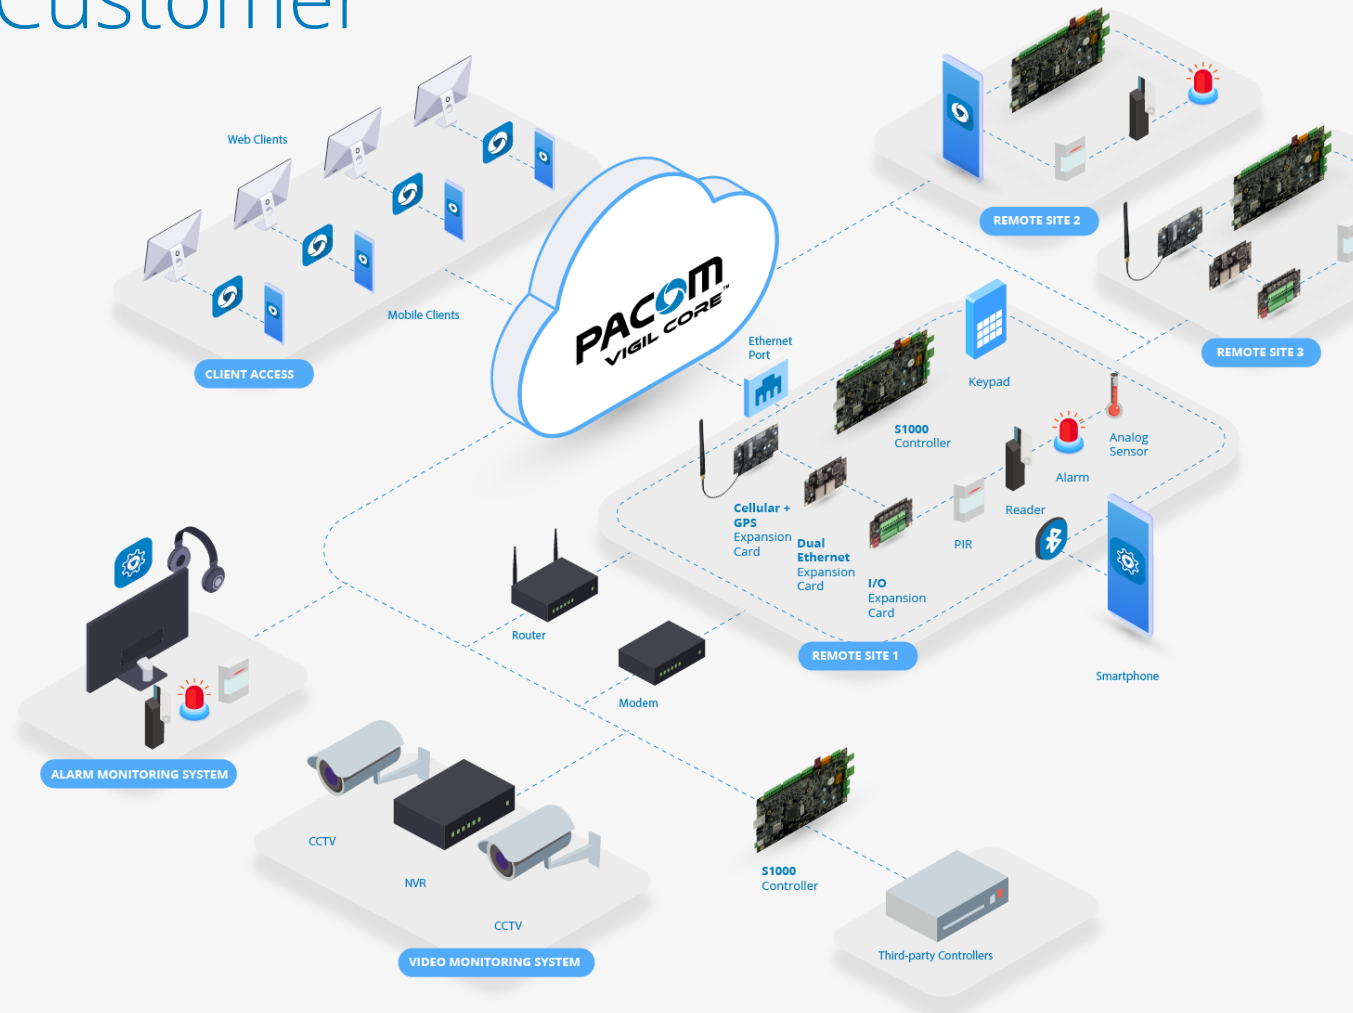 Customer
Web Clients
Mobile Clients
CLIENT ACCESS
PACOM™
VIGIL CORE
REMOTE SITE 2
REMOTE SITE 3
Ethernet
Port
Keypad
S1000
Controller
Analog
Sensor
Alarm
Reader
PIR
Cellular +
GPS
Expansion
Card
Dual
Ethernet
Expansion
Card
I/O
Expansion
Card
REMOTE SITE 1
Smartphone
Router
Modem
ALARM MONITORING SYSTEM
CCTV
NVR
CCTV
VIDEO MONITORING SYSTEM
S1000
Controller
Third-party Controllers